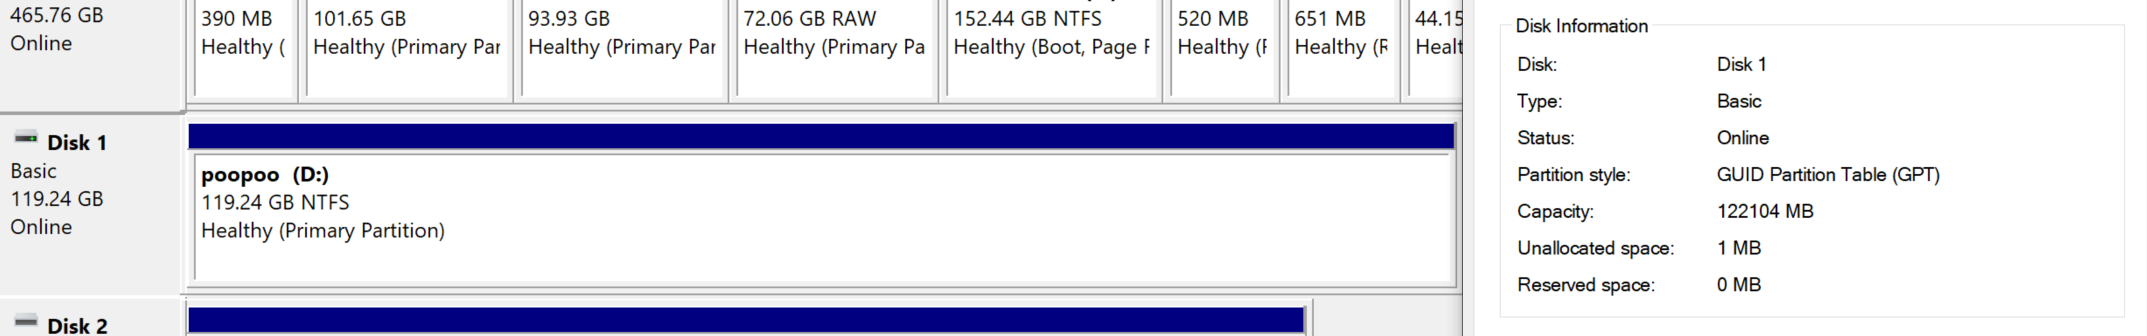 465.76 GB
Online
390 MB
Healthy (
101.65 GB
Healthy (Primary Par
93.93 GB
Healthy (Primary Par
72.06 GB RAW
Healthy (Primary Pa
152.44 GB NTFS
Healthy (Boot, Page F
520 MB
Healthy (F
651 MB
Healthy (R
44.15
Healt
Disk 1
Basic
119.24 GB
Online
poopoo (D:)
119.24 GB NTFS
Healthy (Primary Partition)
Disk 2
Disk Information
Disk: Disk 1
Type: Basic
Status: Online
Partition style: GUID Partition Table (GPT)
Capacity: 122104 MB
Unallocated space: 1 MB
Reserved space: 0 MB